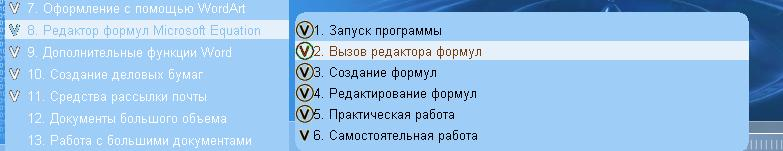 7. Оформление с помощью WordArt
8. Редактор формул Microsoft Equation
9. Дополнительные функции Word
10. Создание деловых бумаг
11. Средства рассылки почты
12. Документы большого объема
13. Работа с большими документами
1. Запуск программы
2. Вызов редактора формул
3. Создание формул
4. Редактирование формул
5. Практическая работа
6. Самостоятельная работа